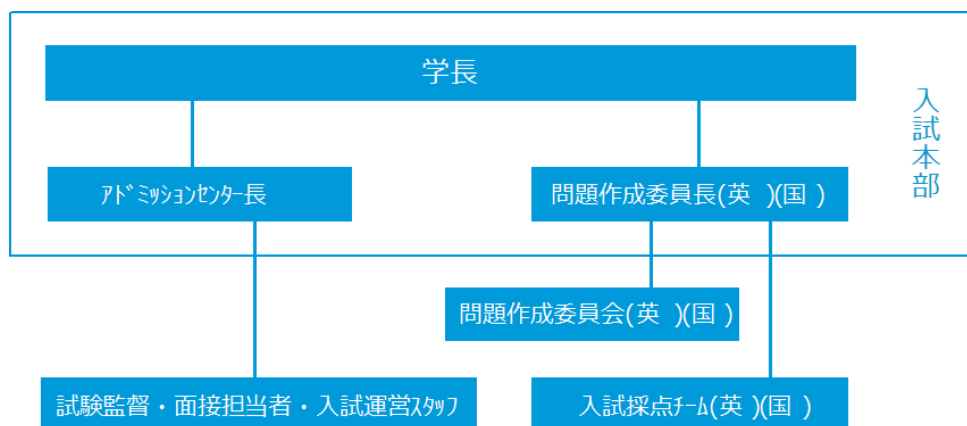 学長
入試本部
ｱﾄﾞﾐｯｼｮﾝｾﾝﾀｰ長
問題作成委員長(英 )(国 )
問題作成委員会(英 )(国 )
試験監督・面接担当者・入試運営ｽﾀｯﾌ
入試採点ﾁｰﾑ(英 )(国 )